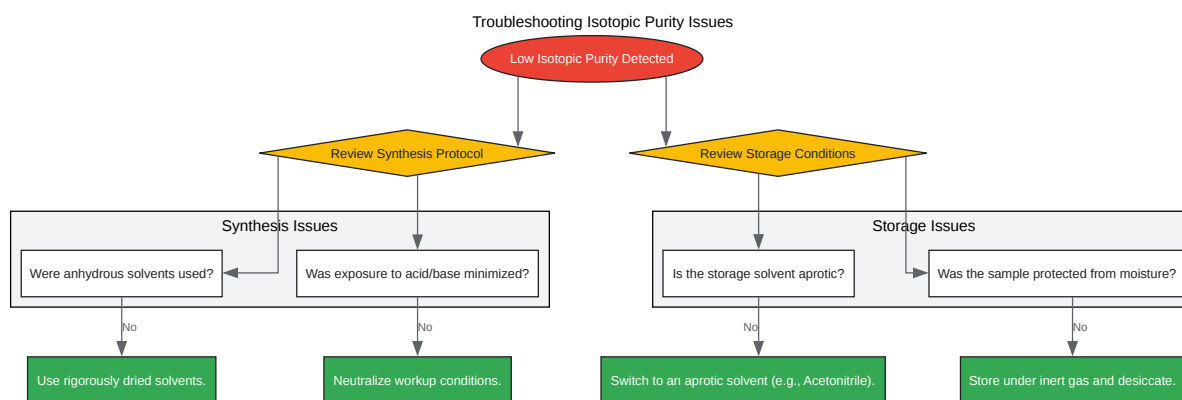 Troubleshooting Isotopic Purity Issues
Low Isotopic Purity Detected
Review Synthesis Protocol
Review Storage Conditions
Synthesis Issues
Storage Issues
Were anhydrous solvents used?
Was exposure to acid/base minimized?
Is the storage solvent aprotic?
Was the sample protected from moisture?
No
No
No
No
Use rigorously dried solvents.
Neutralize workup conditions.
Switch to an aprotic solvent (e.g., Acetonitrile).
Store under inert gas and desiccate.